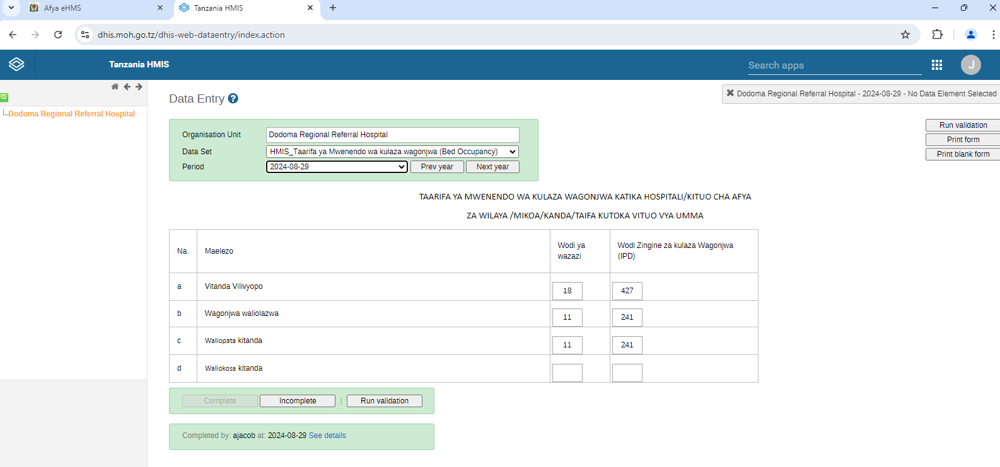 Afya eHMS
Tanzania HMIS
dhis.moh.go.tz/dhis-web-dataentry/index.action
Tanzania HMIS
Search apps
J
Dodoma Regional Referral Hospital
Data Entry ?
Dodoma Regional Referral Hospital - 2024-08-29 - No Data Element Selected
Run validation
Print form
Print blank form
Organisation Unit Dodoma Regional Referral Hospital
Data Set HMIS_Taarifa ya Mwenendo wa kulaza wagonjwa (Bed Occupancy)
Period 2024-08-29 Prev year Next year
TAARIFA YA MWENENDO WA KULAZA WAGONJWA KATIKA HOSPITALI/KITUO CHA AFYA
ZA WILAYA /MIKOA/KANDA/TAIFA KUTOKA VITUO VYA UMMA
Na. Maelezo Wodi ya wazazi Wodi Zingine za kulaza Wagonjwa (IPD)
a Vitanda Vilivyopo 18 427
b Wagonjwa waliolazwa 11 241
c Waliopata kitanda 11 241
d Waliokosa kitanda
Complete Incomplete | Run validation
Completed by: ajacob at: 2024-08-29 See details